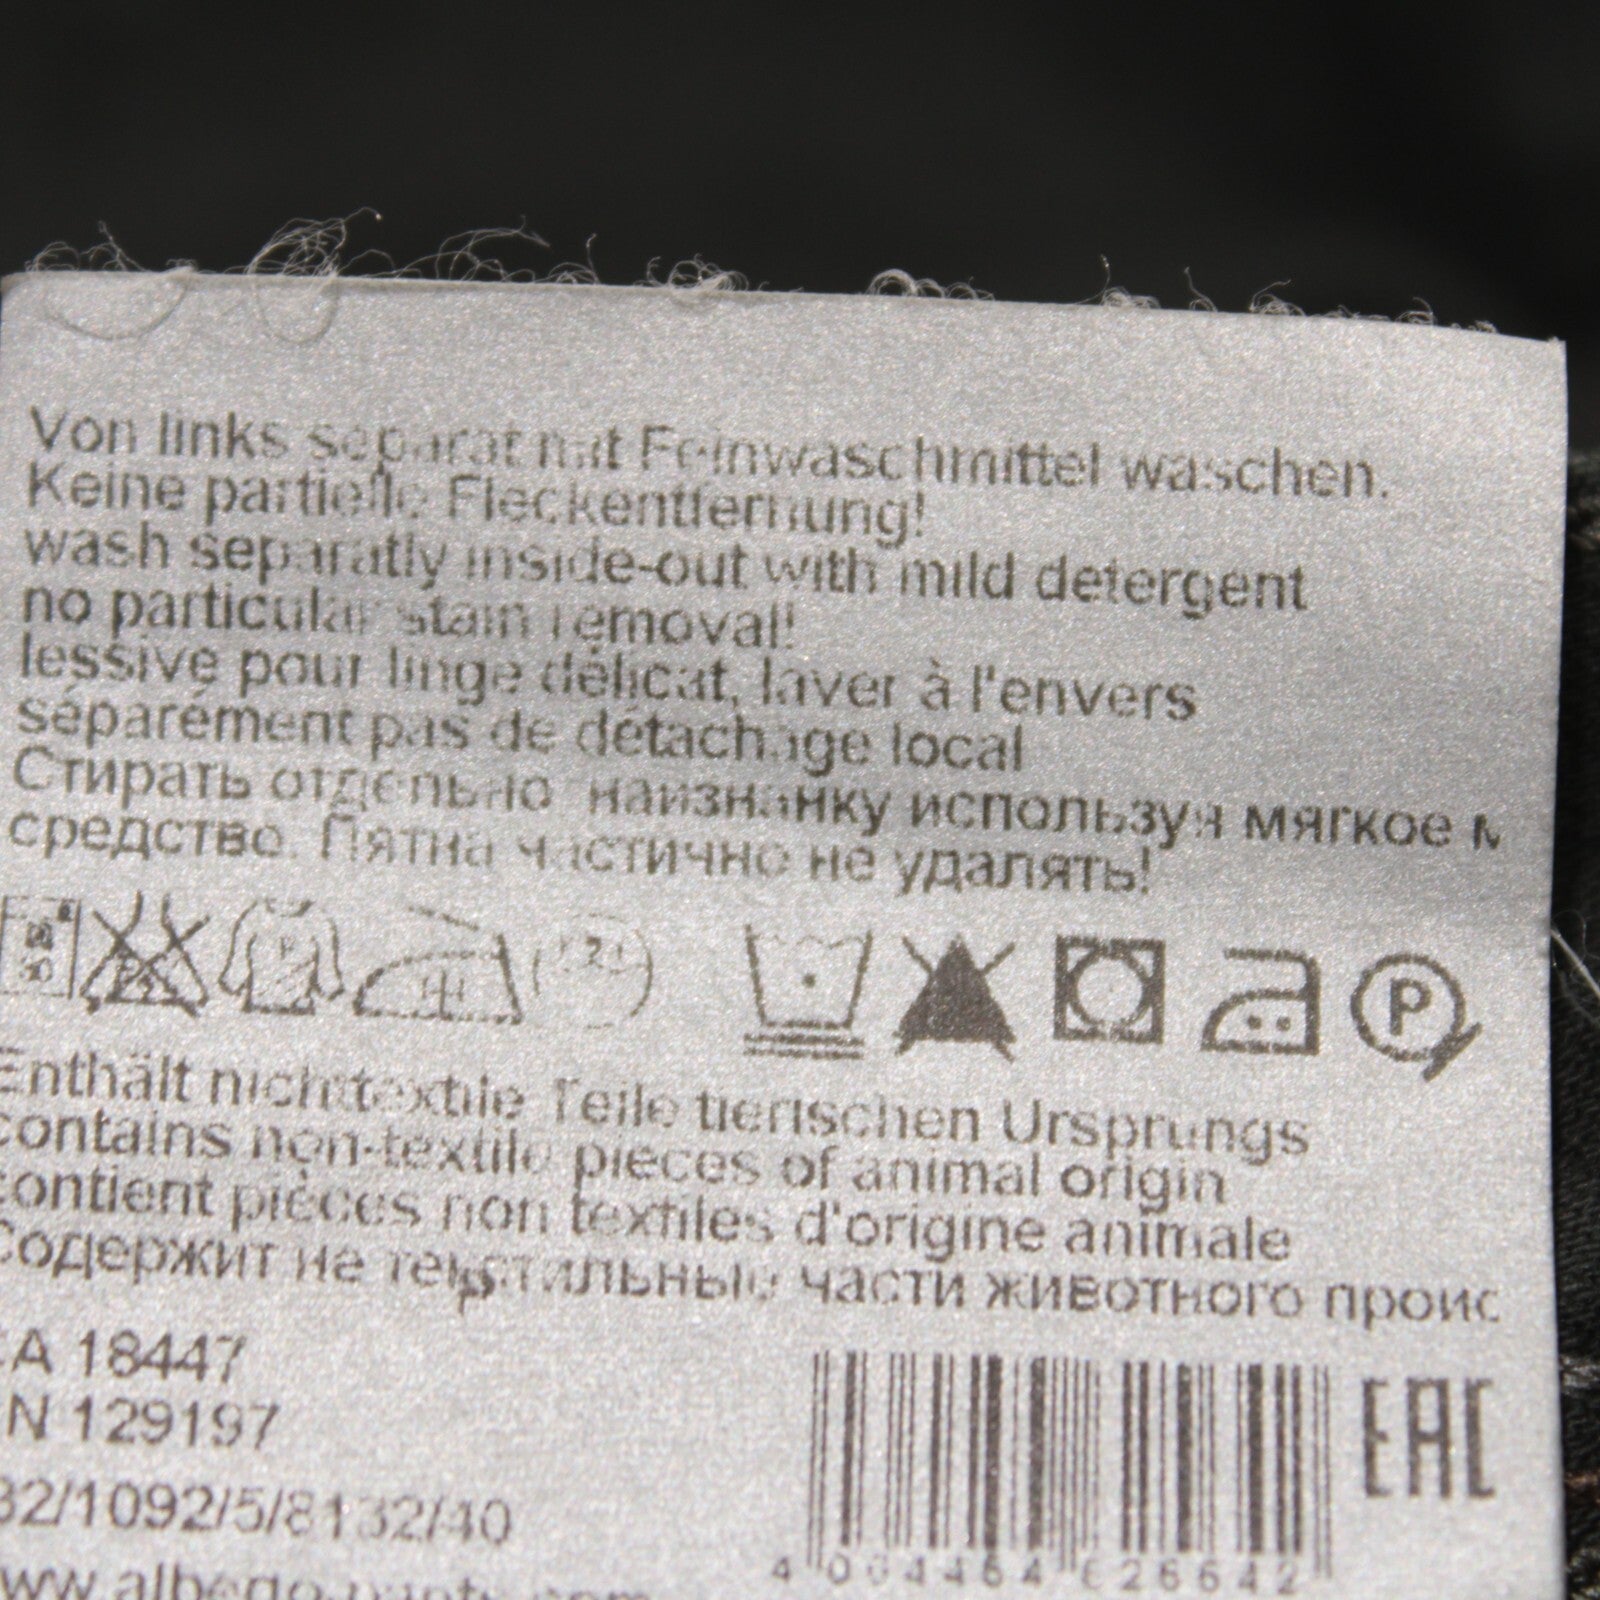 Von links separat mit Feinwaschmittel waschen.
Keine partielle Fleckentfernung!
wash separatly inside-out with mild detergent
no particular stain removal!
lessive pour linge délicat, laver à l'envers
séparément pas de détachage local
Стирать отдельно наизнанку используя мягкое м
средство. Пятна частично не удалять!
P
Enthält nichttextile Teile tierischen Ursprungs
contains non-textile pieces of animal origin
contient pièces non textiles d'origine animale
Содержит не текстильные части животного проис
CA 18447
N 129197
EAC
32/1092/5/8132/40